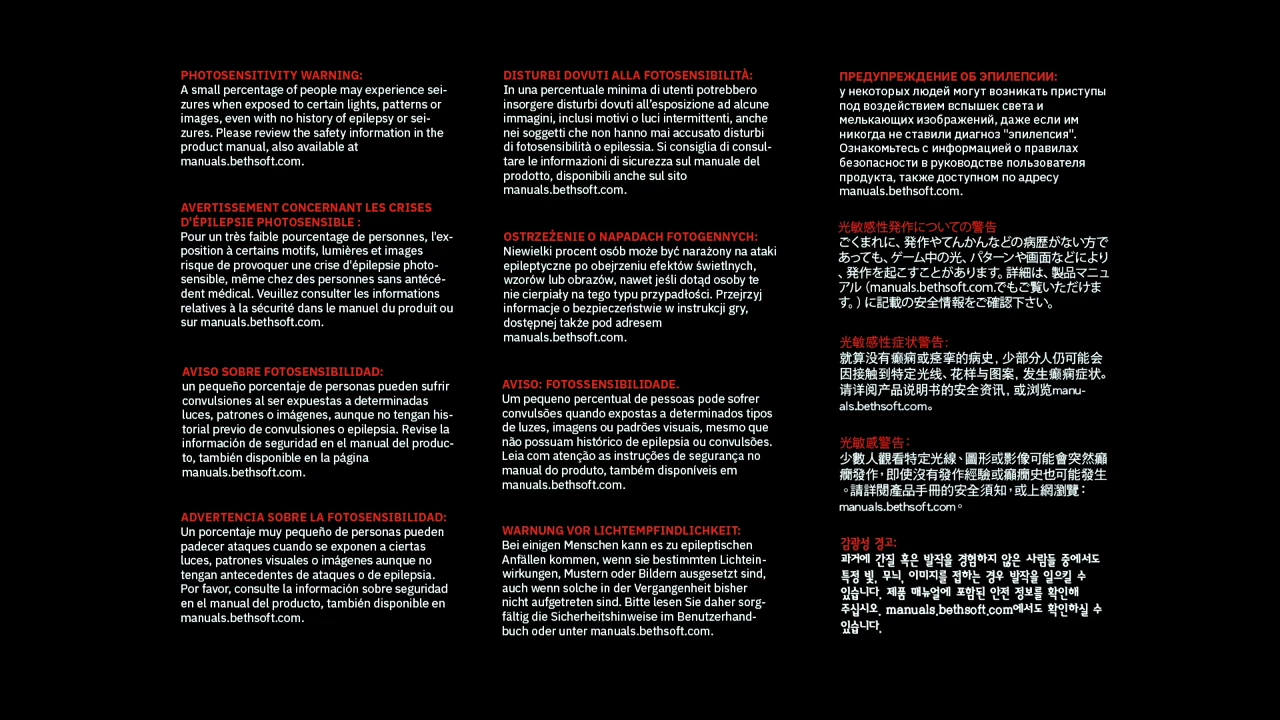 PHOTOSENSITIVITY WARNING:
A small percentage of people may experience sei-
zures when exposed to certain lights, patterns or
images, even with no history of epilepsy or sei-
zures. Please review the safety information in the
product manual, also available at
manuals.bethsoft.com.
AVERTISSEMENT CONCERNANT LES CRISES
D'ÉPILEPSIE PHOTOSENSIBLE :
Pour un très faible pourcentage de personnes, l'ex-
position à certains motifs, lumières et images
risque de provoquer une crise d'épilepsie photo-
sensible, même chez des personnes sans antécé-
dent médical. Veuillez consulter les informations
relatives à la sécurité dans le manuel du produit ou
sur manuals.bethsoft.com.
AVISO SOBRE FOTOSENSIBILIDAD:
un pequeño porcentaje de personas pueden sufrir
convulsiones al ser expuestas a determinadas
luces, patrones o imágenes, aunque no tengan his-
torial previo de convulsiones o epilepsia. Revise la
información de seguridad en el manual del produc-
to, también disponible en la página
manuals.bethsoft.com.
ADVERTENCIA SOBRE LA FOTOSENSIBILIDAD:
Un porcentaje muy pequeño de personas pueden
padecer ataques cuando se exponen a ciertas
luces, patrones visuales o imágenes aunque no
tengan antecedentes de ataques o de epilepsia.
Por favor, consulte la información sobre seguridad
en el manual del producto, también disponible en
manuals.bethsoft.com.
DISTURBI DOVUTI ALLA FOTOSENSIBILITÀ:
In una percentuale minima di utenti potrebbero
insorgere disturbi dovuti all'esposizione ad alcune
immagini, inclusi motivi o luci intermittenti, anche
nei soggetti che non hanno mai accusato disturbi
di fotosensibilità o epilessia. Si consiglia di consul-
tare le informazioni di sicurezza sul manuale del
prodotto, disponibili anche sul sito
manuals.bethsoft.com.
OSTRZEŻENIE O NAPADACH FOTOGENNYCH:
Niewielki procent osób może być narażony na ataki
epileptyczne po obejrzeniu efektów świetlnych,
wzorów lub obrazów, nawet jeśli dotąd osoby te
nie cierpiały na tego typu przypadłości. Przejrzyj
informacje o bezpieczeństwie w instrukcji gry,
dostępnej także pod adresem
manuals.bethsoft.com.
AVISO: FOTOSSENSIBILIDADE.
Um pequeno percentual de pessoas pode sofrer
convulsões quando expostas a determinados tipos
de luzes, imagens ou padrões visuais, mesmo que
não possuam histórico de epilepsia ou convulsões.
Leia com atenção as instruções de segurança no
manual do produto, também disponíveis em
manuals.bethsoft.com.
WARNUNG VOR LICHTEMPFINDLICHKEIT:
Bei einigen Menschen kann es zu epileptischen
Anfällen kommen, wenn sie bestimmten Lichtein-
wirkungen, Mustern oder Bildern ausgesetzt sind,
auch wenn solche in der Vergangenheit bisher
nicht aufgetreten sind. Bitte lesen Sie daher sorg-
fältig die Sicherheitshinweise im Benutzerhand-
buch oder unter manuals.bethsoft.com.
ПРЕДУПРЕЖДЕНИЕ ОБ ЭПИЛЕПСИИ:
у некоторых людей могут возникать приступы
под воздействием вспышек света и
мелькающих изображений, даже если им
никогда не ставили диагноз "эпилепсия".
Ознакомьтесь с информацией о правилах
безопасности в руководстве пользователя
продукта, также доступном по адресу
manuals.bethsoft.com.
光敏感性発作についての警告
ごくまれに、発作やてんかんなどの病歴がない方で
あっても、ゲーム中の光、パターンや画面などにより
、発作を起こすことがあります。詳細は、製品マニュ
アル（manuals.bethsoft.comでもご覧いただけま
す。）に記載の安全情報をご確認下さい。
光敏感性症状警告：
就算没有癫痫或痉挛的病史，少部分人仍可能会
因接触到特定光线、花样与图案，发生癫痫症状。
请详阅产品说明书的安全资讯，或浏览manu-
als.bethsoft.com。
光敏感警告：
少數人觀看特定光線、圖形或影像可能會突然癲
癇發作，即使沒有發作經驗或癲癇史也可能發生
。請詳閱產品手冊的安全須知，或上網瀏覽：
manuals.bethsoft.com。
감광성 경고:
과거에 간질 혹은 발작을 경험하지 않은 사람들 중에서도
특정 빛, 무늬, 이미지를 접하는 경우 발작을 일으킬 수
있습니다. 제품 매뉴얼에 포함된 안전 정보를 확인해
주십시오. manuals.bethsoft.com에서도 확인하실 수
있습니다.